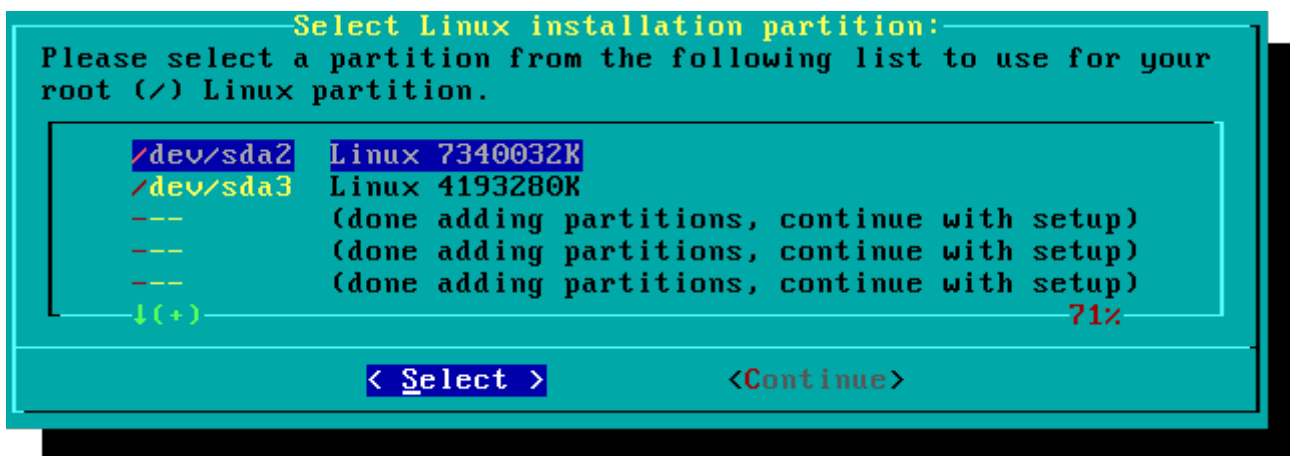 Select Linux installation partition:
Please select a partition from the following list to use for your
root (/) Linux partition.
/dev/sda2 Linux 7340032K
/dev/sda3 Linux 4193280K
--- (done adding partitions, continue with setup)
--- (done adding partitions, continue with setup)
--- (done adding partitions, continue with setup)
↓(+) 71%
< Select > <Continue>